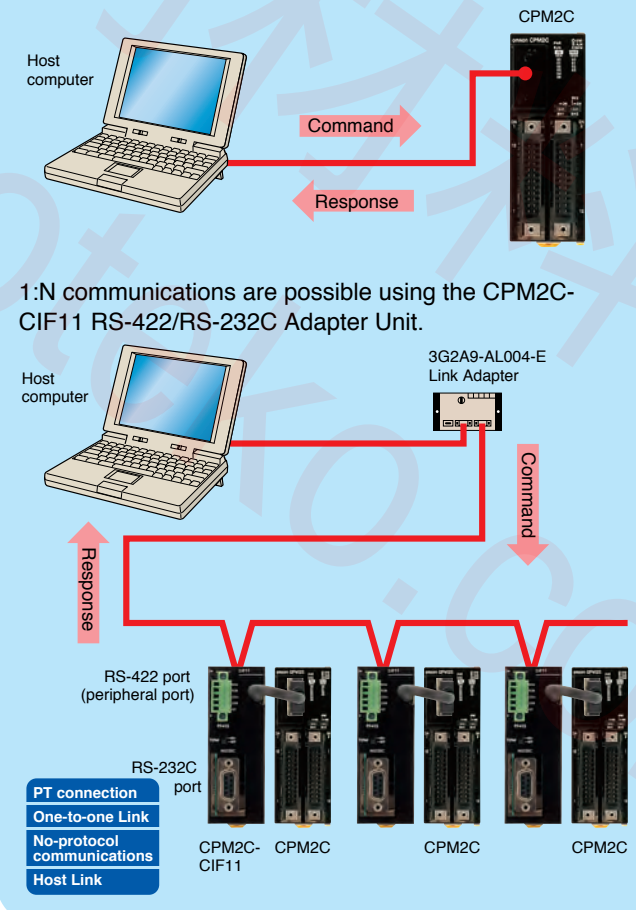 CPM2C
Host
computer
Command
Response
1:N communications are possible using the CPM2C-
CIF11 RS-422/RS-232C Adapter Unit.
3G2A9-AL004-E
Link Adapter
Host
computer
Command
Response
RS-422 port
(peripheral port)
RS-232C
port
PT connection
One-to-one Link
No-protocol
communications
Host Link
CPM2C-
CIF11
CPM2C
CPM2C
CPM2C